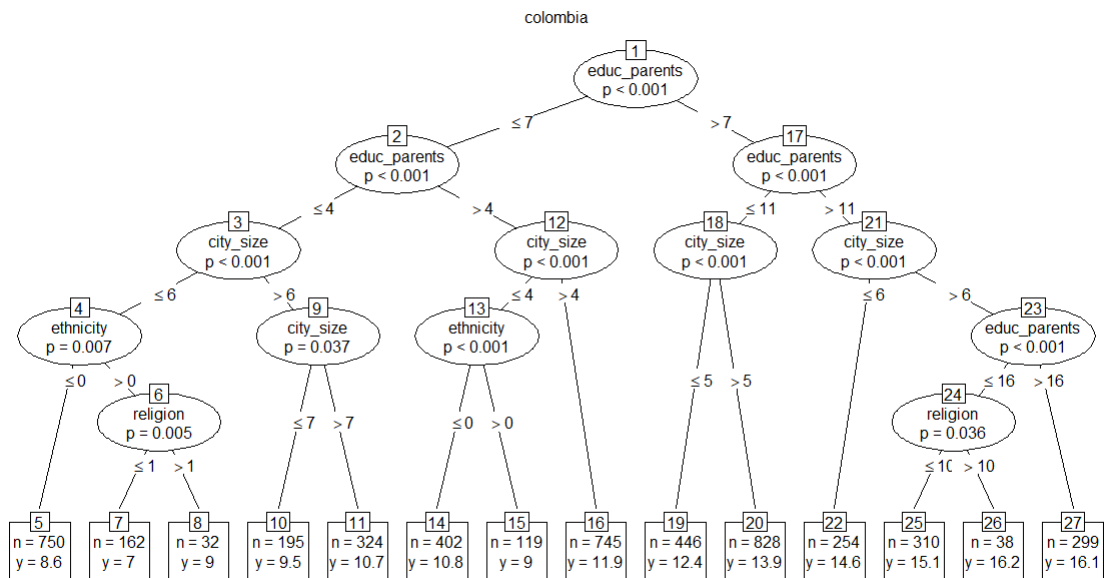 colombia
1
educ_parents
p < 0.001
≤ 7
> 7
2
educ_parents
p < 0.001
17
educ_parents
p < 0.001
≤ 4
> 4
≤ 11
> 11
3
city_size
p < 0.001
12
city_size
p < 0.001
18
city_size
p < 0.001
21
city_size
p < 0.001
≤ 6
> 6
≤ 4
> 4
≤ 6
> 6
4
ethnicity
p = 0.007
9
city_size
p = 0.037
13
ethnicity
p < 0.001
23
educ_parents
p < 0.001
≤ 0
> 0
≤ 5
> 5
≤ 16
> 16
6
religion
p = 0.005
24
religion
p = 0.036
≤ 7
> 7
≤ 0
> 0
≤ 1
> 1
≤ 10
> 10
5
n = 750
y = 8.6
7
n = 162
y = 7
8
n = 32
y = 9
10
n = 195
y = 9.5
11
n = 324
y = 10.7
14
n = 402
y = 10.8
15
n = 119
y = 9
16
n = 745
y = 11.9
19
n = 446
y = 12.4
20
n = 828
y = 13.9
22
n = 254
y = 14.6
25
n = 310
y = 15.1
26
n = 38
y = 16.2
27
n = 299
y = 16.1